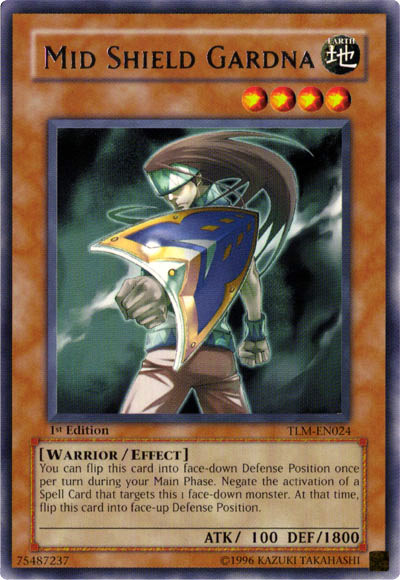 MID SHIELD GARDNA
EARTH
地
1st Edition
TLM-EN024
[WARRIOR / EFFECT]
You can flip this card into face-down Defense Position once
per turn during your Main Phase. Negate the activation of a
Spell Card that targets this 1 face-down monster. At that time,
flip this card into face-up Defense Position.
ATK/ 100 DEF/1800
75487237
©1996 KAZUKI TAKAHASHI